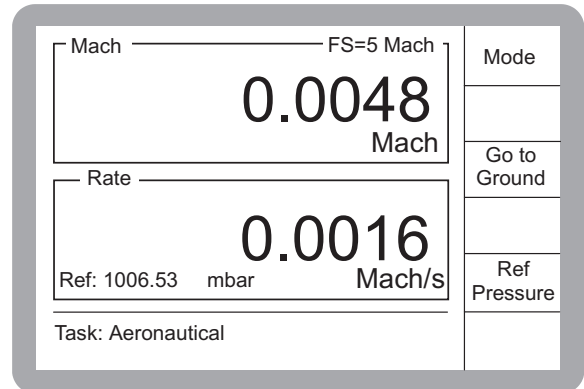 Mach FS=5 Mach
0.0048
Mach
Rate
0.0016
Ref: 1006.53 mbar Mach/s
Task: Aeronautical
Mode
Go to
Ground
Ref
Pressure